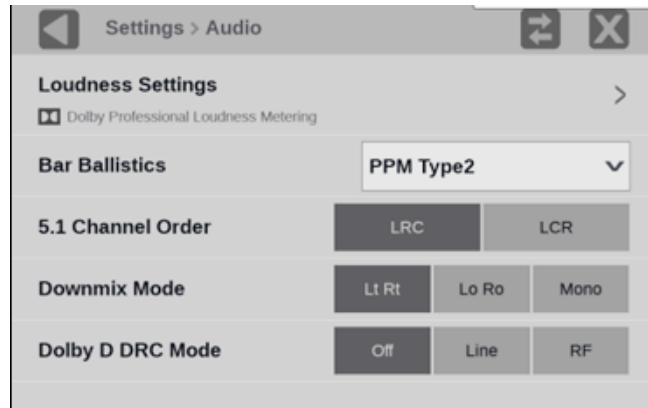 Settings > Audio
Loudness Settings >
Dolby Professional Loudness Metering
Bar Ballistics PPM Type2
5.1 Channel Order LRC LCR
Downmix Mode Lt Rt Lo Ro Mono
Dolby D DRC Mode Off Line RF